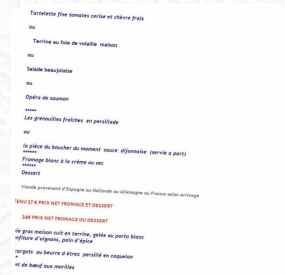 Tartelette fine tomates cerise et chèvre frais
ou
Terrine au foie de volaille maison
ou
Salade beaujolaise
ou
Opéra de saumon
*****
Les grenouilles fraîches en persillade
ou
la pièce du boucher du moment sauce dijonnaise (servie a part)
******
Fromage blanc à la crème ou sec
******
Dessert
Viande provenant d'Espagne ou Hollande ou Allemagne ou France selon arrivage
MENU 37 € PRIX NET FROMAGE ET DESSERT
34€ PRIX NET FROMAGE OU DESSERT
ie gras maison cuit en terrine, gelée au porto blanc
nfiture d'oignons, pain d'épice
cargots au beurre d étrez persillé en caquelon
*
et de bœuf aux morilles